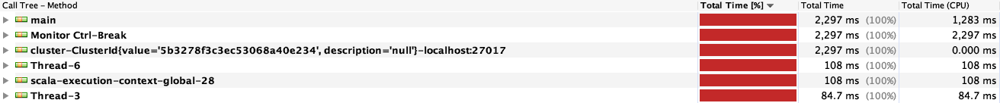 Call Tree - Method Total Time [%] Total Time Total Time (CPU)
main 2,297 ms (100%) 1,283 ms
Monitor Ctrl-Break 2,297 ms (100%) 2,297 ms
cluster-ClusterId{value='5b3278f3c3ec53068a40e234', description='null'}-localhost:27017 2,297 ms (100%) 0.000 ms
Thread-6 108 ms (100%) 108 ms
scala-execution-context-global-28 108 ms (100%) 108 ms
Thread-3 84.7 ms (100%) 84.7 ms